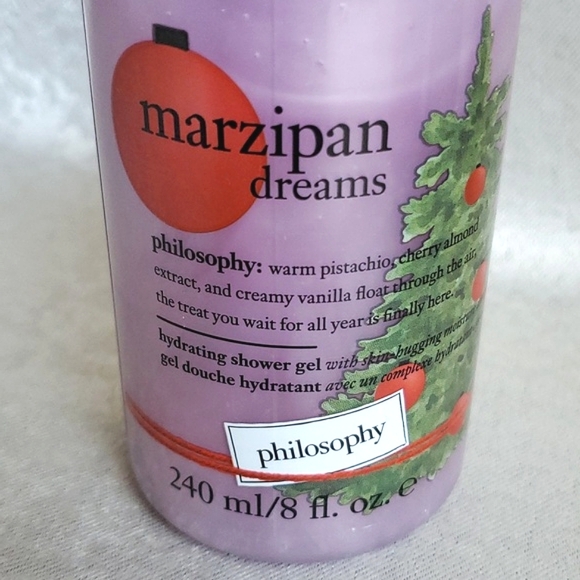 marzipan
dreams
philosophy: warm pistachio, cherry almond
extract, and creamy vanilla float through the air,
the treat you wait for all year is finally here.
hydrating shower gel with skin-hugging
gel douche hydratant avec un complexe
philosophy
240 ml/8 fl. oz. e